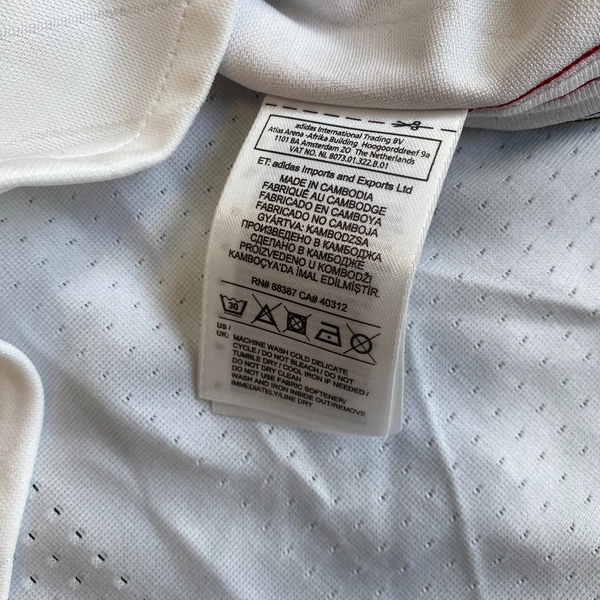 adidas International Trading BV
Atlas Arena -Afrika Building Hoogoorddreef 9a
1101 BA Amsterdam ZO The Netherlands
VAT NO. NL 8073.01.322.B.01
ET: adidas Imports and Exports Ltd
MADE IN CAMBODIA
FABRIQUÉ AU CAMBODGE
FABRICADO EN CAMBOYA
FABRICADO NO CAMBOJA
GYÁRTVA: KAMBODZSA
ПРОИЗВЕДЕНО В КАМБОДЖА
СДЕЛАНО В КАМБОДЖЕ
PROIZVEDENO U KOMBODŽI
KAMBOÇYA'DA İMAL EDİLMİŞTİR.
RN# 88387 CA# 40312
30
US /
UK: MACHINE WASH COLD DELICATE
CYCLE / DO NOT BLEACH / DO NOT
TUMBLE DRY / COOL IRON IF NEEDED /
DO NOT DRY CLEAN
DO NOT USE FABRIC SOFTENER/
WASH AND IRON INSIDE OUT/REMOVE
IMMEDIATELY/LINE DRY